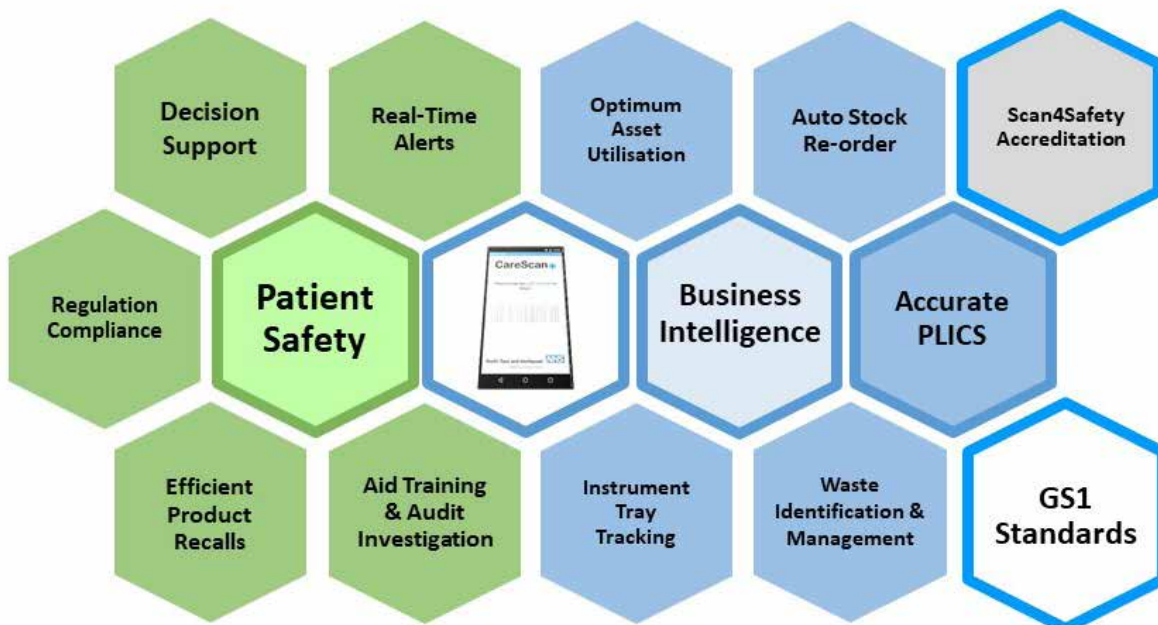 Decision
Support
Real-Time
Alerts
Optimum
Asset
Utilisation
Auto Stock
Re-order
Scan4Safety
Accreditation
Regulation
Compliance
Patient
Safety
CareScan+
NHS
Business
Intelligence
Accurate
PLICS
Efficient
Product
Recalls
Aid Training
& Audit
Investigation
Instrument
Tray
Tracking
Waste
Identification &
Management
GS1
Standards